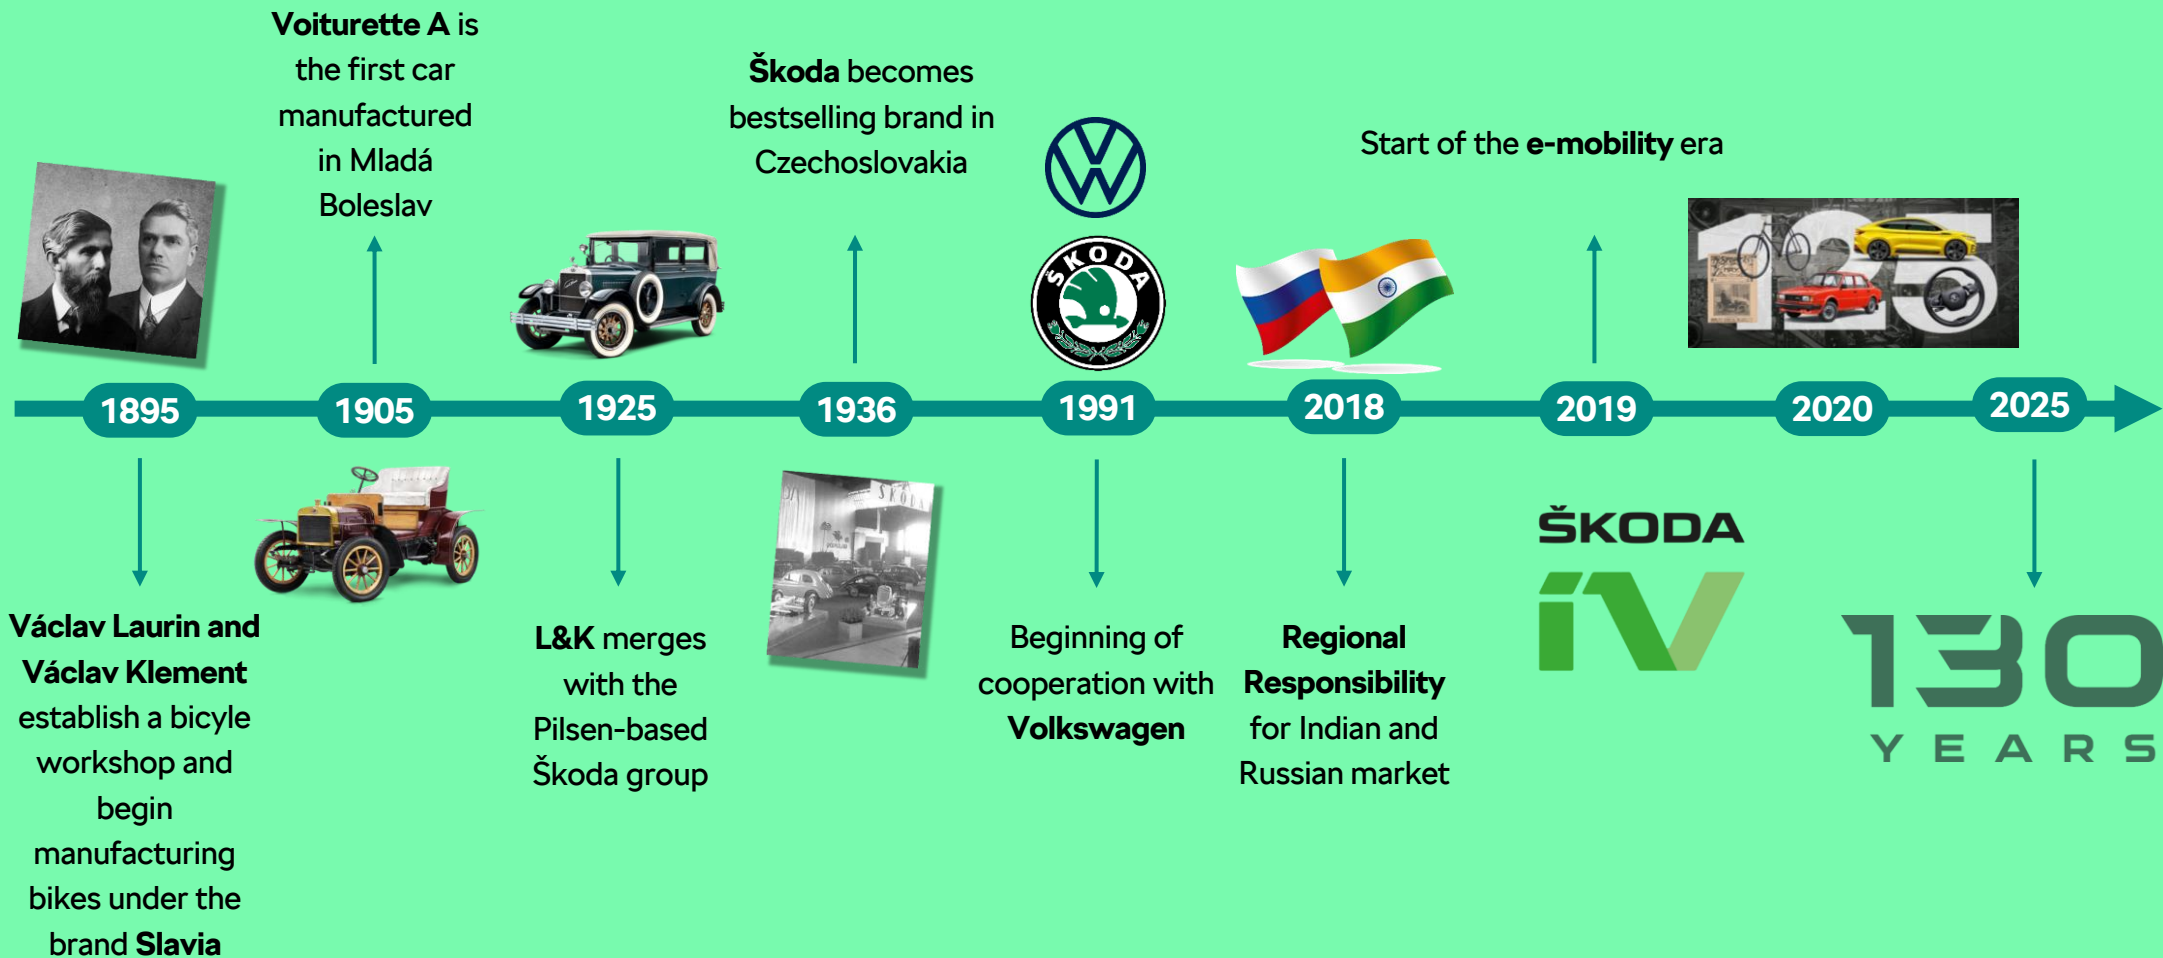 Voiturette A is
the first car
manufactured
in Mladá
Boleslav
Škoda becomes
bestselling brand in
Czechoslovakia
Start of the e-mobility era
ŠKODA
125
1895
1905
1925
1936
1991
2018
2019
2020
2025
Václav Laurin and
Václav Klement
establish a bicyle
workshop and
begin
manufacturing
bikes under the
brand Slavia
L&K merges
with the
Pilsen-based
Škoda group
ŠKODA
Beginning of
cooperation with
Volkswagen
Regional
Responsibility
for Indian and
Russian market
ŠKODA
iV
130
YEARS